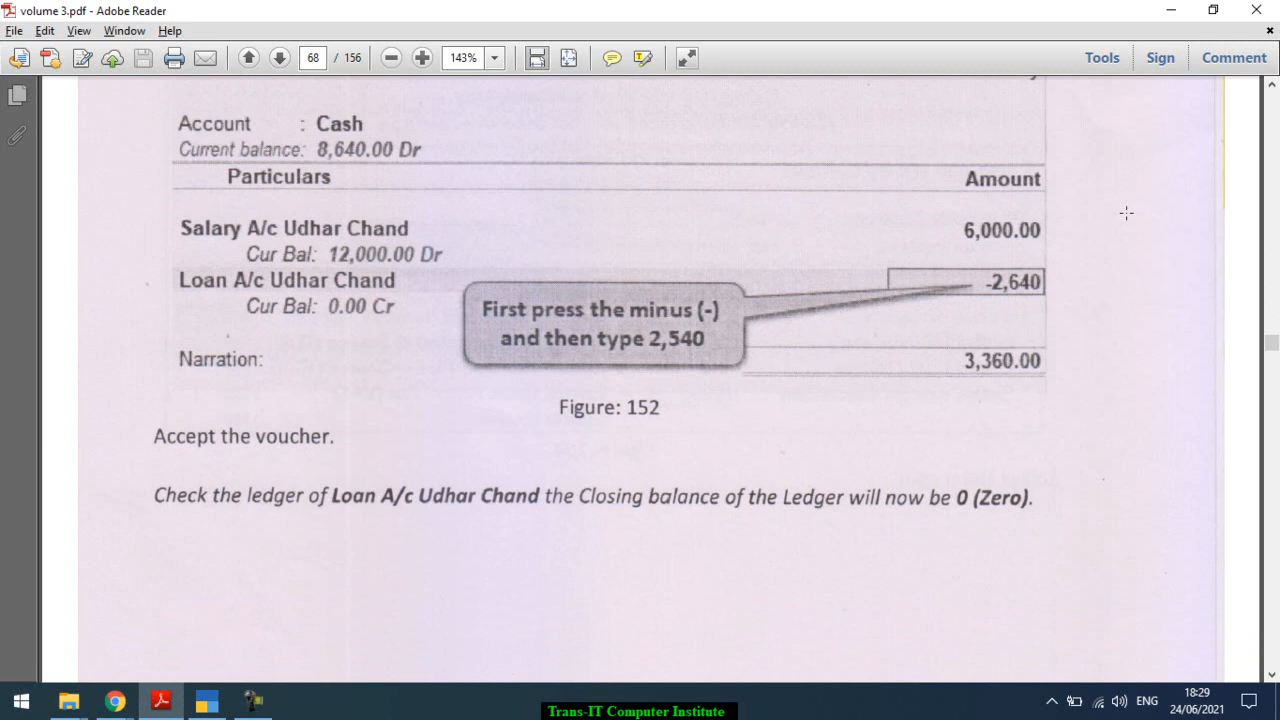 volume 3.pdf - Adobe Reader
File Edit View Window Help
68 / 156 143% Tools Sign Comment
Account : Cash
Current balance: 8,640.00 Dr
Particulars Amount
Salary A/c Udhar Chand 6,000.00
Cur Bal: 12,000.00 Dr
Loan A/c Udhar Chand -2,640
Cur Bal: 0.00 Cr
First press the minus (-)
and then type 2,540
Narration: 3,360.00
Figure: 152
Accept the voucher.
Check the ledger of Loan A/c Udhar Chand the Closing balance of the Ledger will now be 0 (Zero).
ENG 18:29
24/06/2021
Trans-IT Computer Institute